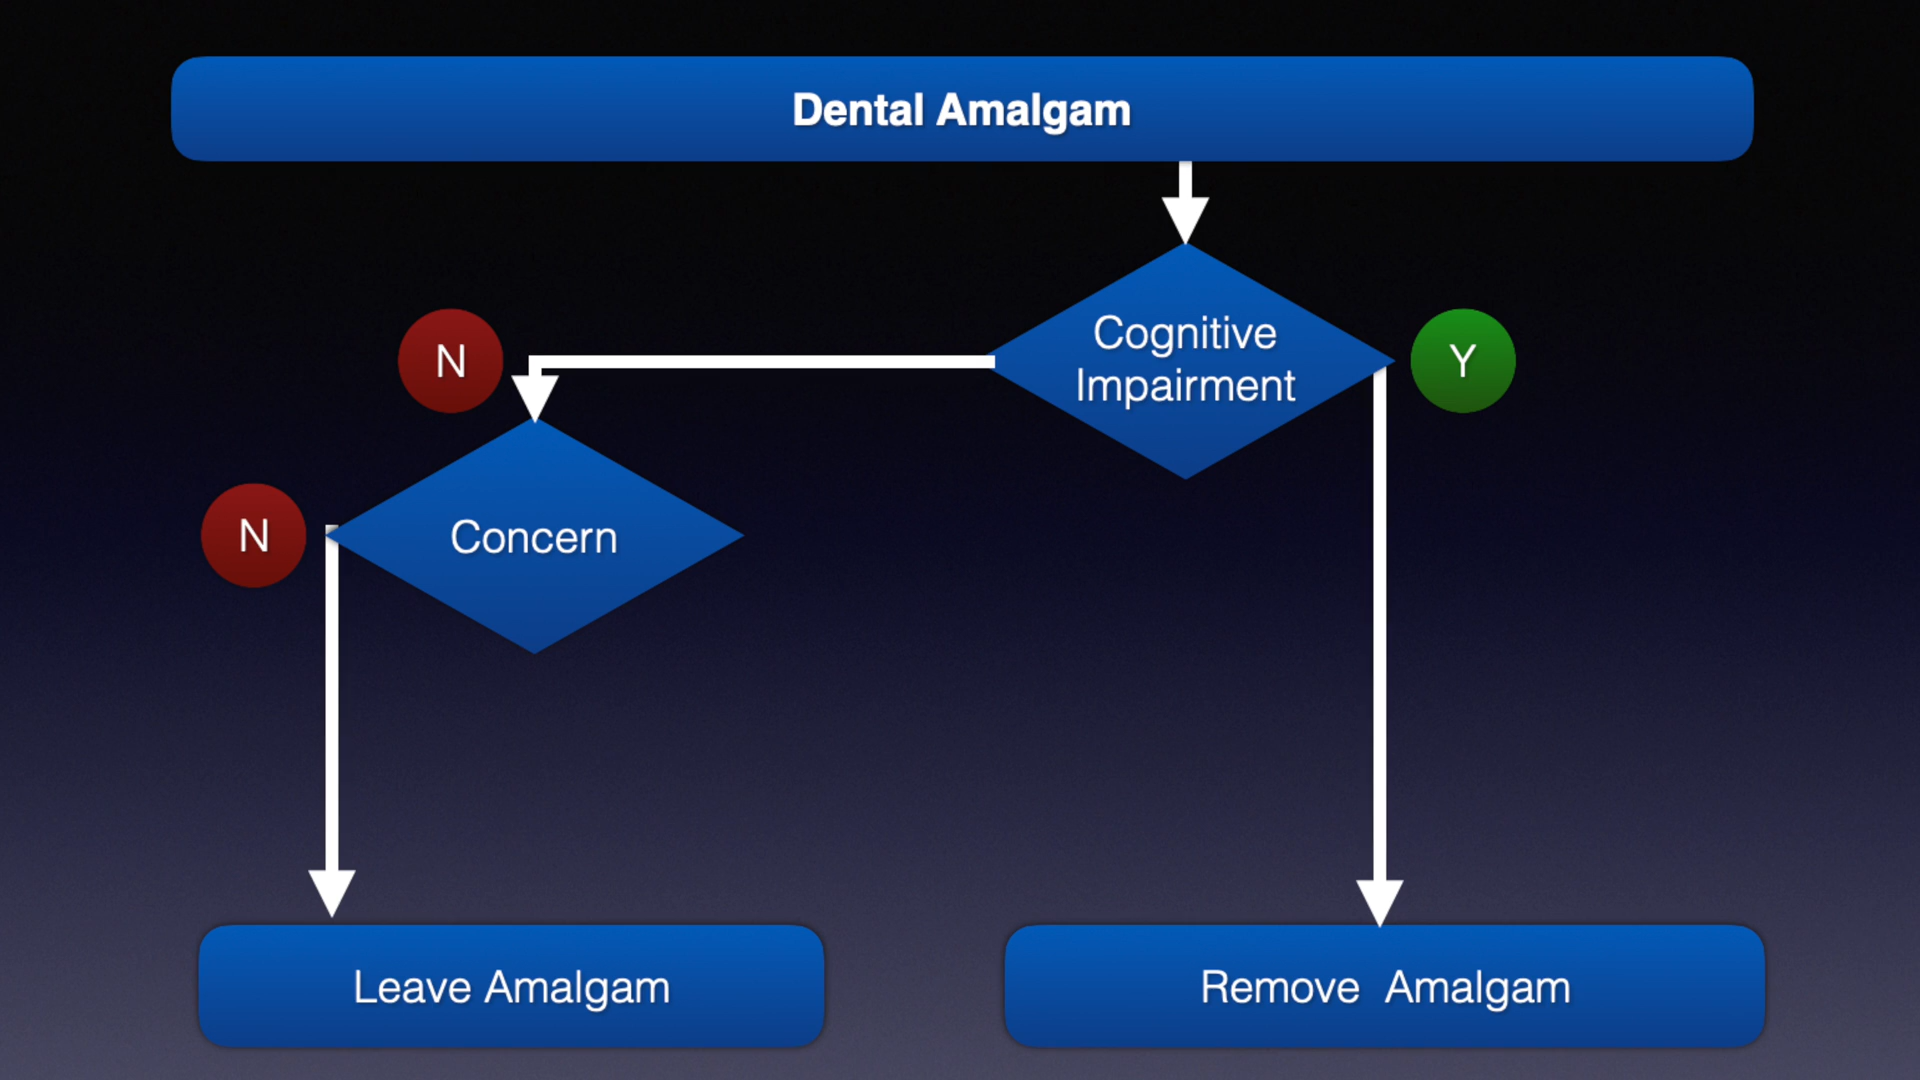 Dental Amalgam
Cognitive
Impairment
N
Y
Concern
N
Leave Amalgam
Remove Amalgam